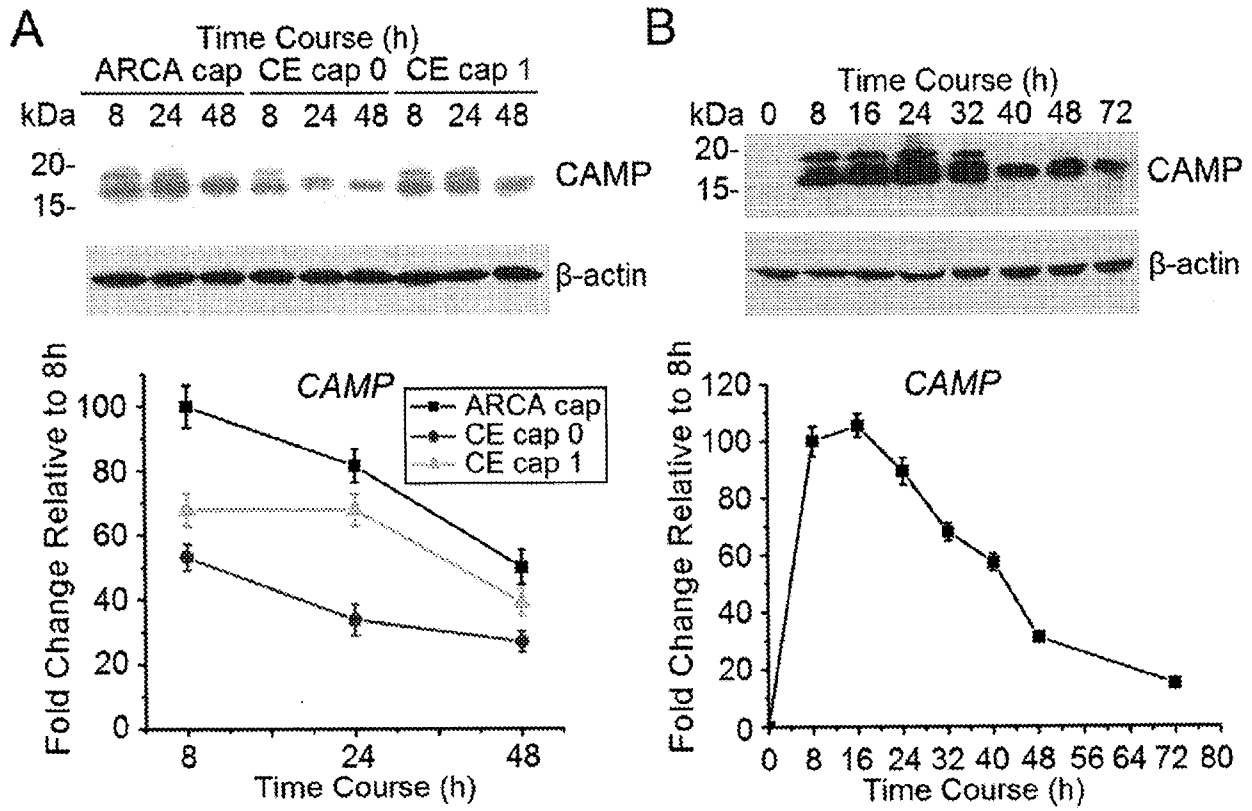 A
Time Course (h)
ARCA cap CE cap 0 CE cap 1
kDa 8 24 48 8 24 48 8 24 48
20-
15-
CAMP
β-actin
B
Time Course (h)
kDa 0 8 16 24 32 40 48 72
20-
15-
CAMP
β-actin
Fold Change Relative to 8h
CAMP
ARCA cap
CE cap 0
CE cap 1
100
80
60
40
20
0
8 24 48
Time Course (h)
Fold Change Relative to 8h
CAMP
120
100
80
60
40
20
0
0 8 16 24 32 40 48 56 64 72 80
Time Course (h)